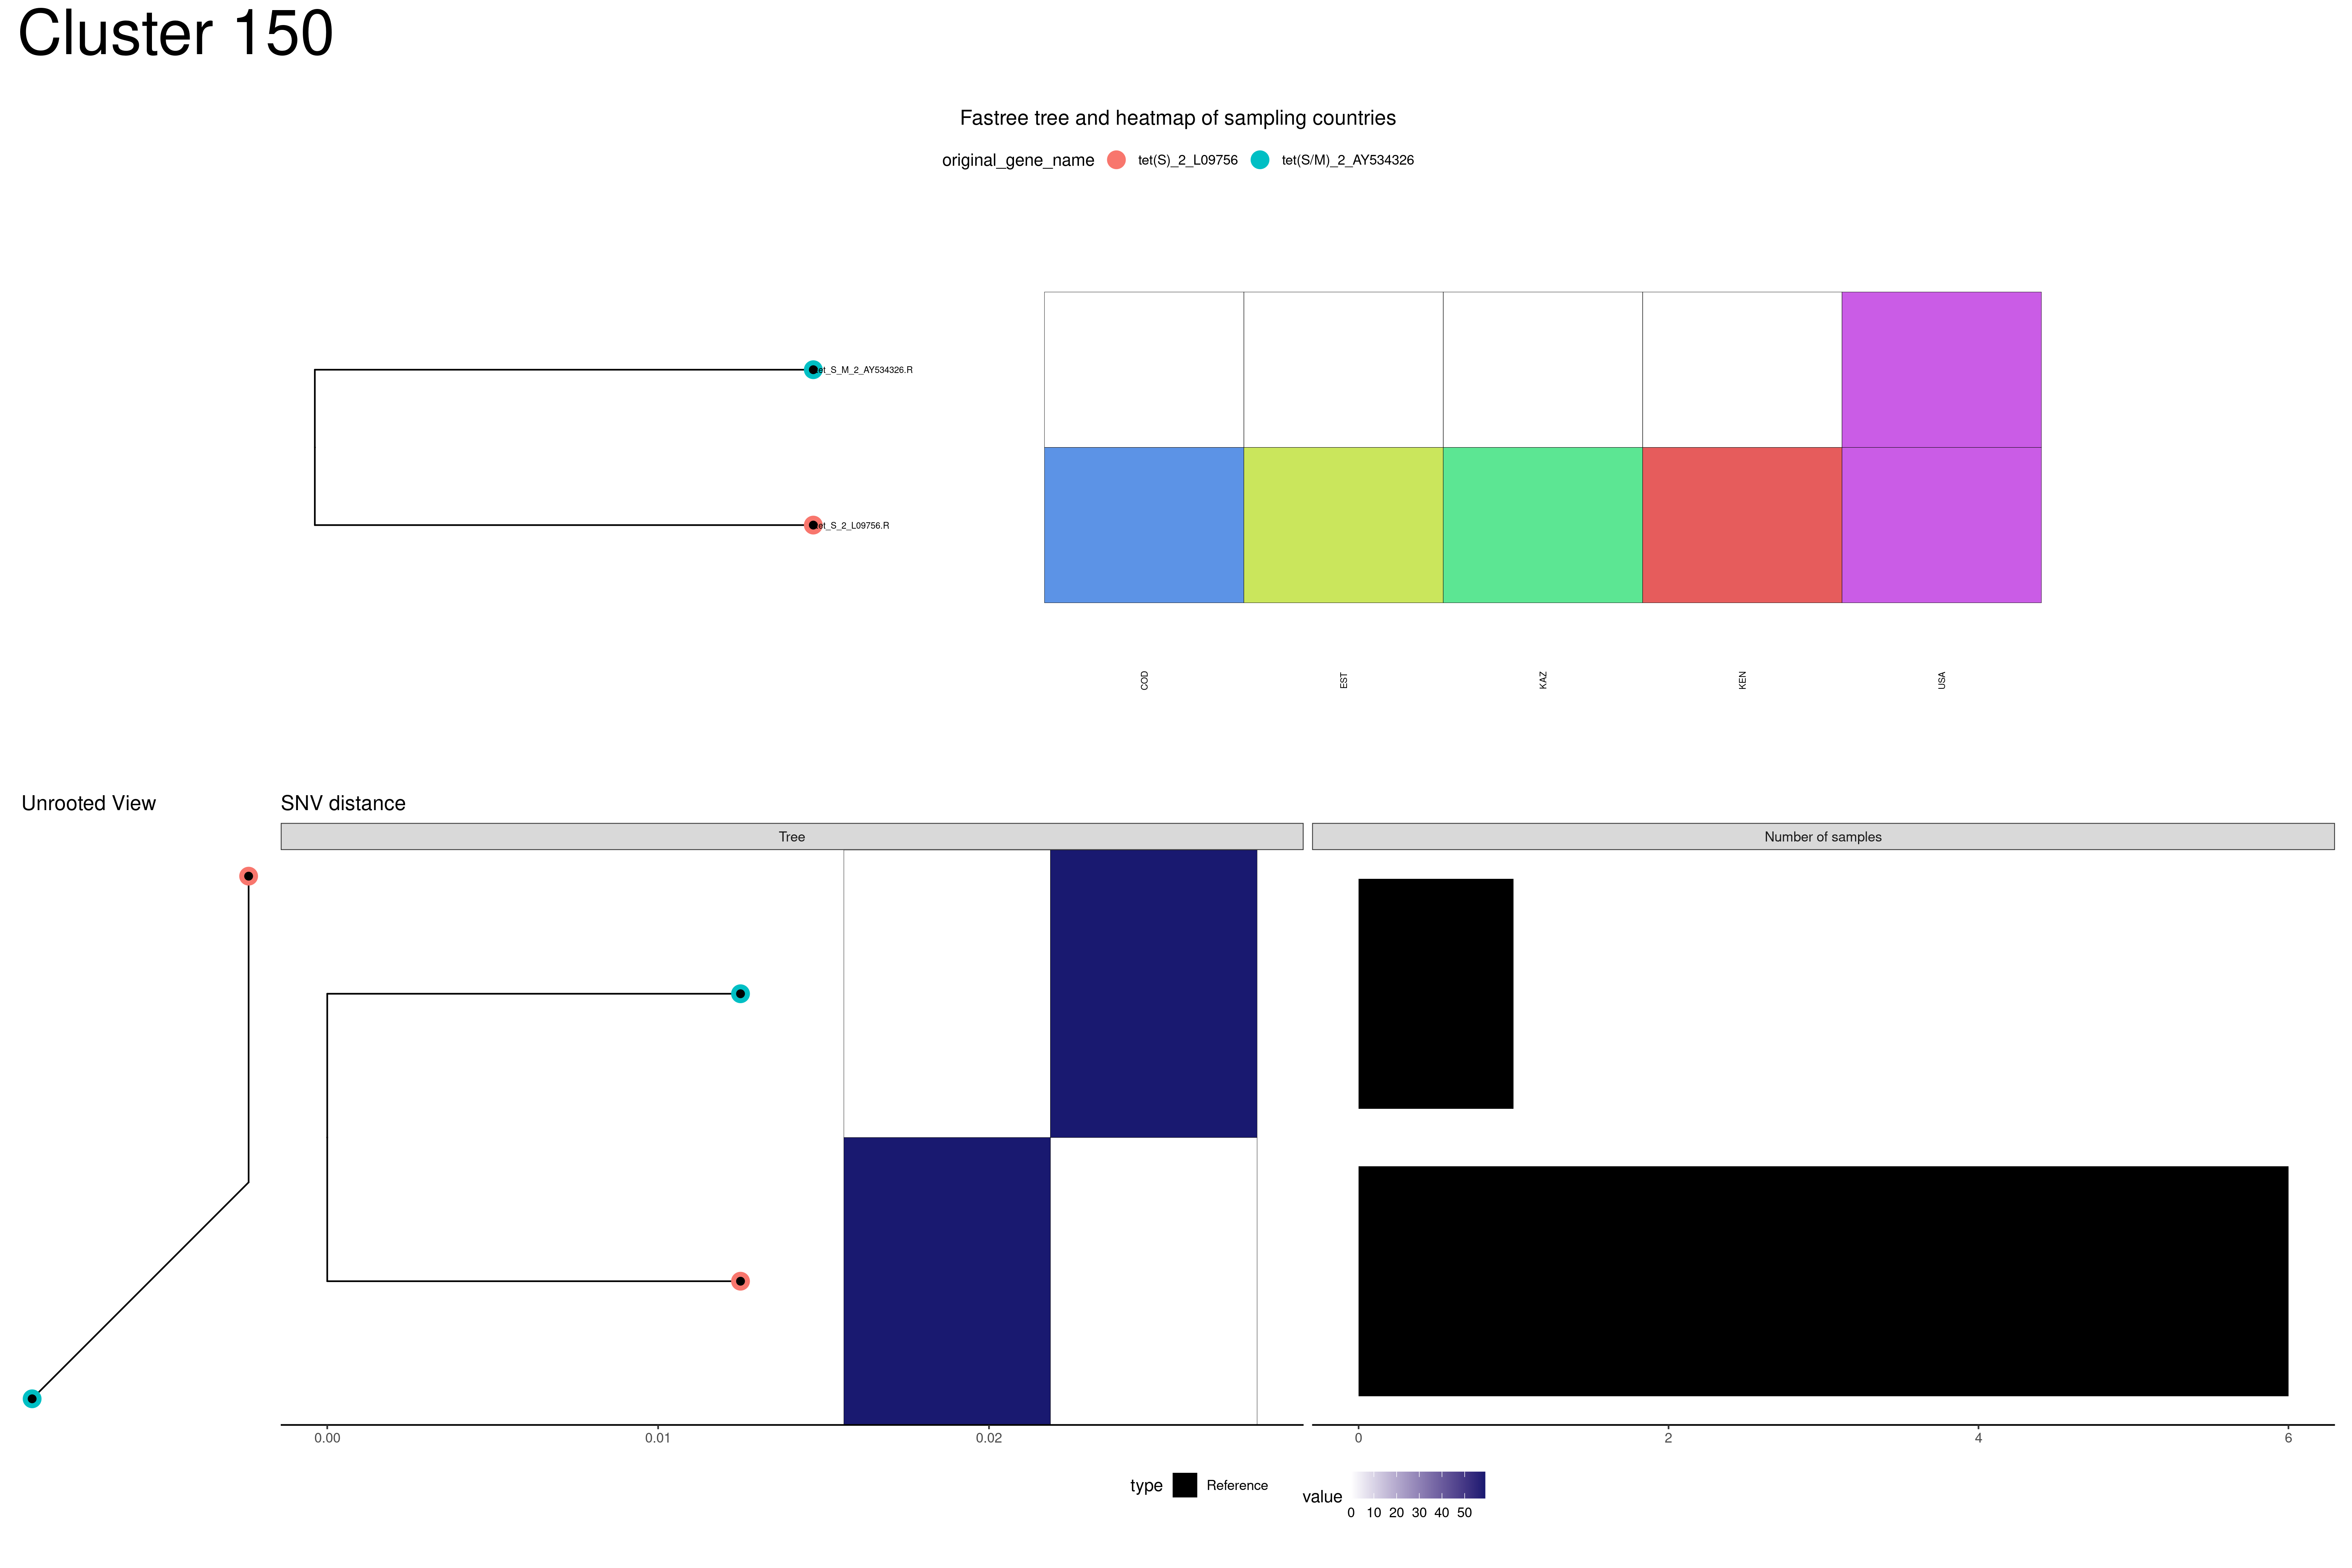 Cluster 150
Fastree tree and heatmap of sampling countries
original_gene_name tet(S)_2_L09756 tet(S/M)_2_AY534326
tet_S_M_2_AY534326.R
tet_S_2_L09756.R
COD EST KAZ KEN USA
Unrooted View SNV distance
Tree Number of samples
0.00 0.01 0.02 0 2 4 6
type Reference value
0 10 20 30 40 50